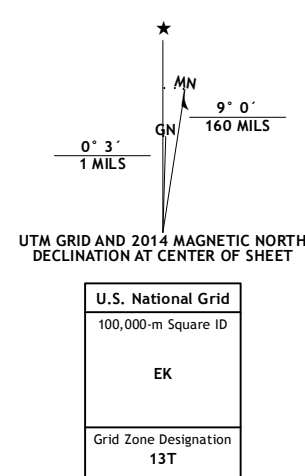 ★
MN
GN
9° 0´
160 MILS
0° 3´
1 MILS
UTM GRID AND 2014 MAGNETIC NORTH
DECLINATION AT CENTER OF SHEET
U.S. National Grid
100,000-m Square ID
EK
Grid Zone Designation
13T